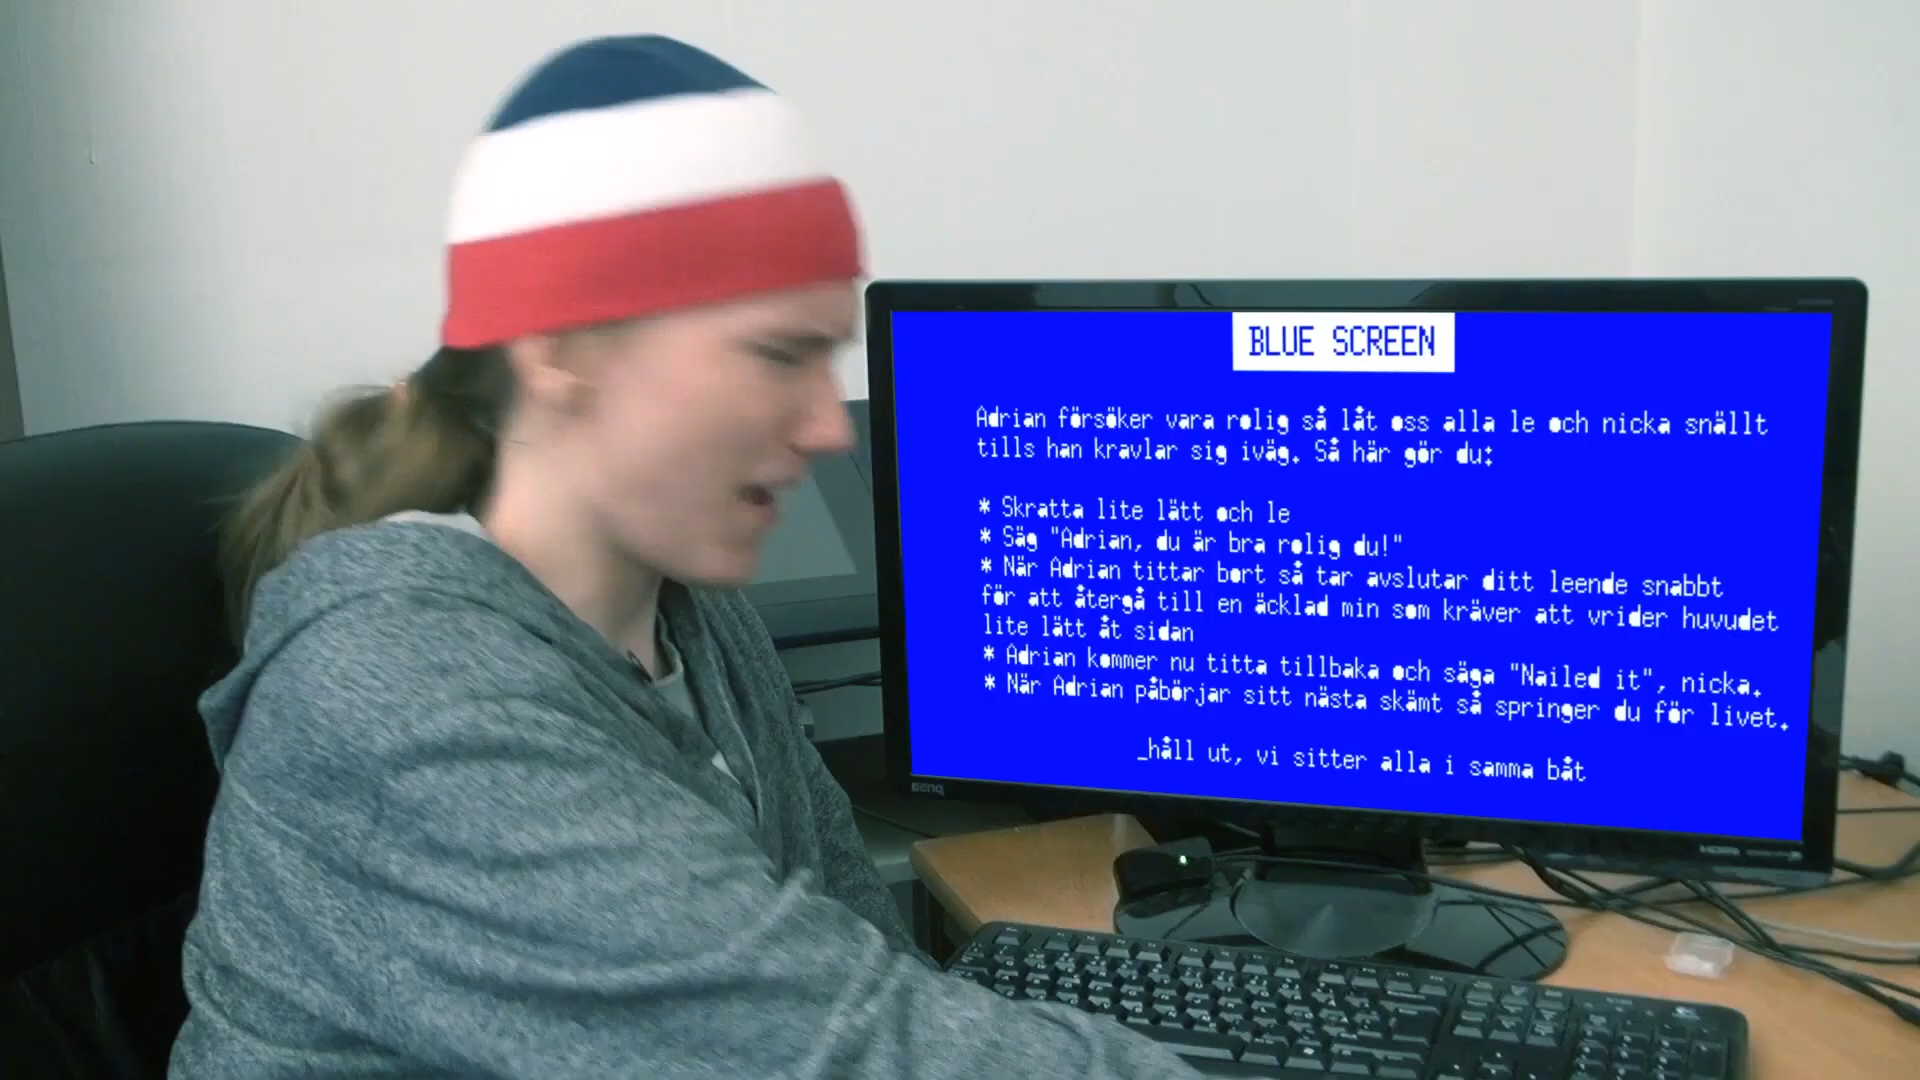 BLUE SCREEN
Adrian försöker vara rolig så låt oss alla le och nicka snällt
tills han kravlar sig iväg. Så här gör du:
* Skratta lite lätt och le
* Säg "Adrian, du är bra rolig du!"
* När Adrian tittar bort så tar avslutar ditt leende snabbt
för att återgå till en äcklad min som kräver att vrider huvudet
lite lätt åt sidan
* Adrian kommer nu titta tillbaka och säga "Nailed it", nicka.
* När Adrian påbörjar sitt nästa skämt så springer du för livet.
_håll ut, vi sitter alla i samma båt
BenQ
HDMI